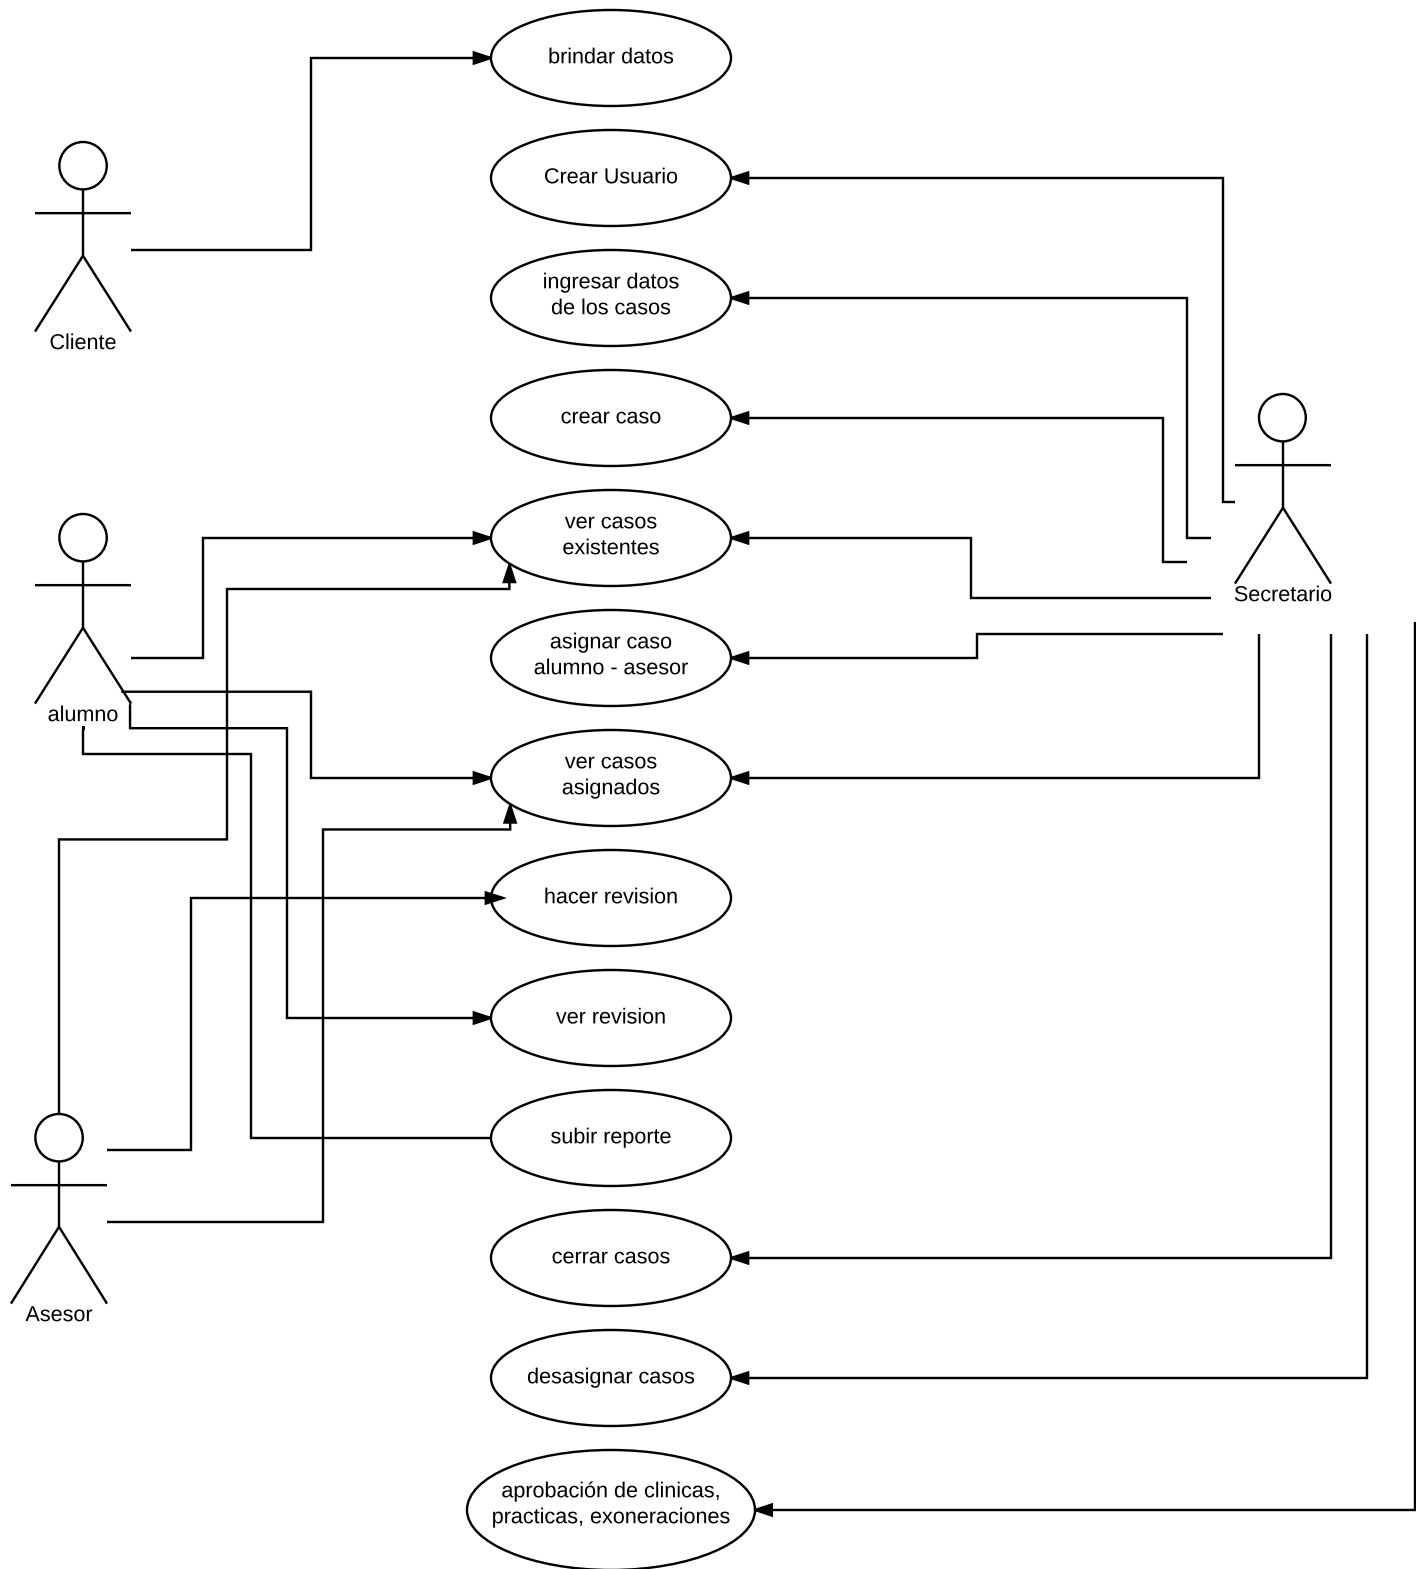 brindar datos
Crear Usuario
ingresar datos
de los casos
Cliente
crear caso
ver casos
existentes
Secretario
asignar caso
alumno - asesor
alumno
ver casos
asignados
hacer revision
ver revision
subir reporte
cerrar casos
Asesor
desasignar casos
aprobación de clinicas,
practicas, exoneraciones